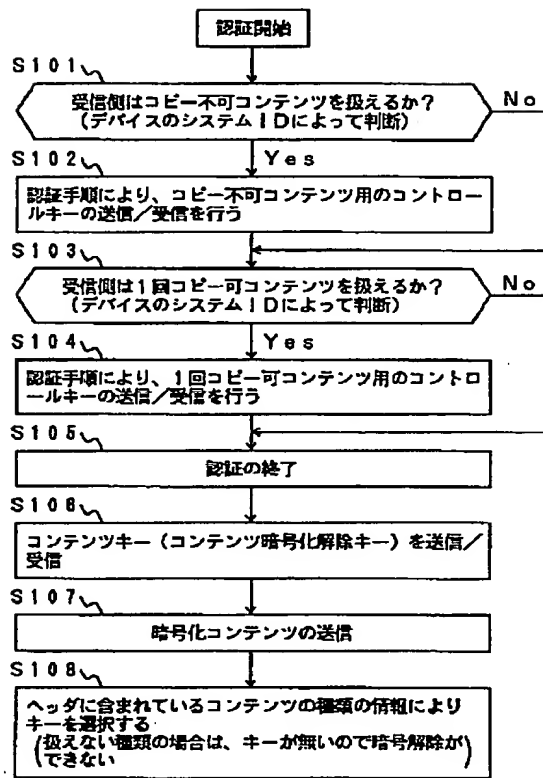 認証開始
S101
受信側はコピー不可コンテンツを扱えるか?
(デバイスのシステムIDによって判断)
No
Yes
S102
認証手順により、コピー不可コンテンツ用のコントロー
ルキーの送信/受信を行う
S103
受信側は1回コピー可コンテンツを扱えるか?
(デバイスのシステムIDによって判断)
No
Yes
S104
認証手順により、1回コピー可コンテンツ用のコントロ
ールキーの送信/受信を行う
S105
認証の終了
S106
コンテンツキー(コンテンツ暗号化解除キー)を送信/
受信
S107
暗号化コンテンツの送信
S108
ヘッダに含まれているコンテンツの種類の情報により
キーを選択する
(扱えない種類の場合は、キーが無いので暗号解除が
できない)